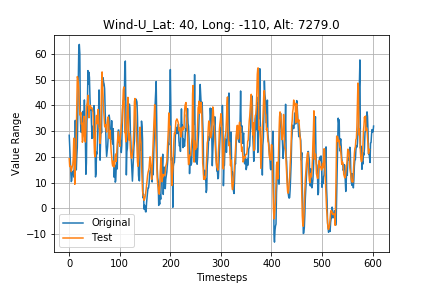 Wind-U_Lat: 40, Long: -110, Alt: 7279.0
Value Range
60
50
40
30
20
10
0
−10
Original
Test
0 100 200 300 400 500 600
Timesteps